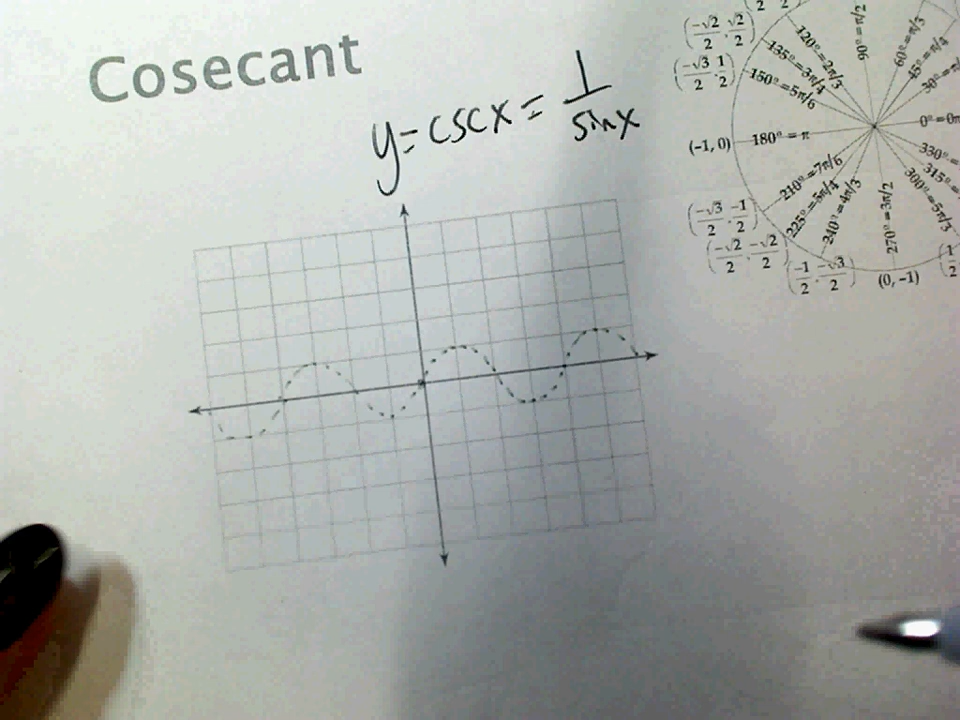 Cosecant
y = csc x = 1/sin x
(-√2/2, √2/2)
(-√3/2, 1/2)
120° = 2π/3
135° = 3π/4
150° = 5π/6
90° = π/2
60° = π/3
45° = π/4
30° = π/
(-1, 0)
180° = π
0° = 0π
330° =
315° =
300° = 5π/3
210° = 7π/6
225° = 5π/4
240° = 4π/3
270° = 3π/2
(-√3/2, -1/2)
(-√2/2, -√2/2)
(-1/2, -√3/2)
(0, -1)
(1/2